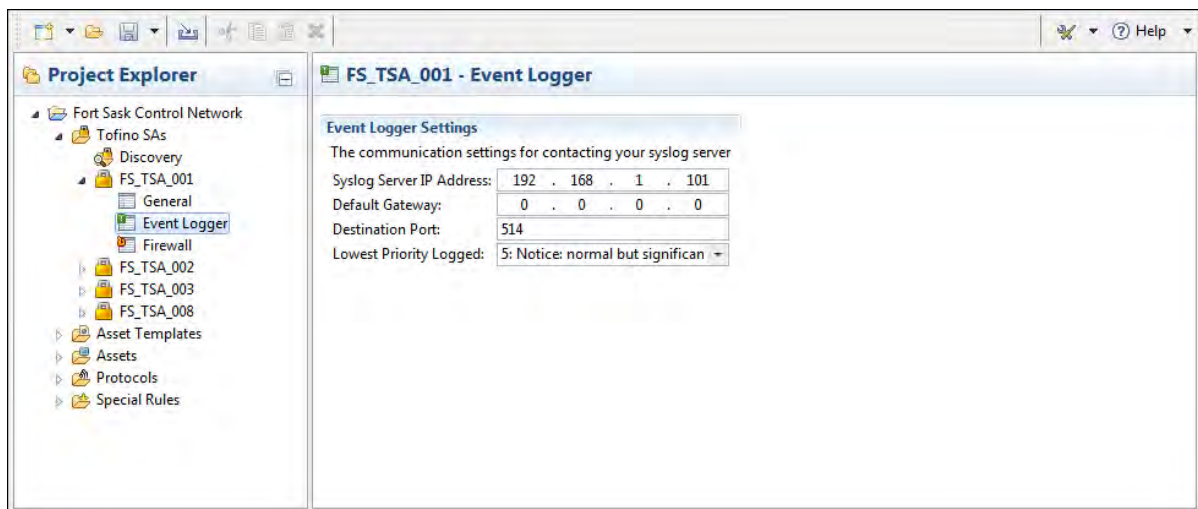 Help
Project Explorer
Fort Sask Control Network
Tofino SAs
Discovery
FS_TSA_001
General
Event Logger
Firewall
FS_TSA_002
FS_TSA_003
FS_TSA_008
Asset Templates
Assets
Protocols
Special Rules
FS_TSA_001 - Event Logger
Event Logger Settings
The communication settings for contacting your syslog server
Syslog Server IP Address: 192 . 168 . 1 . 101
Default Gateway: 0 . 0 . 0 . 0
Destination Port: 514
Lowest Priority Logged: 5: Notice: normal but significan